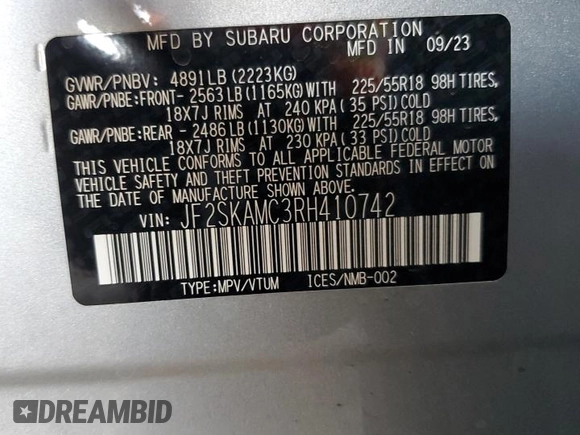 MFD BY SUBARU CORPORATION
MFD IN 09/23
GVWR/PNBV: 4891LB (2223KG)
GAWR/PNBE:FRONT- 2563LB(1165KG)WITH 225/55R18 98H TIRES,
18X7J RIMS AT 240 KPA( 35 PSI)COLD
GAWR/PNBE:REAR - 2486LB(1130KG)WITH 225/55R18 98H TIRES,
18X7J RIMS AT 230 KPA( 33 PSI)COLD
THIS VEHICLE CONFORMS TO ALL APPLICABLE FEDERAL MOTOR
VEHICLE SAFETY AND THEFT PREVENTION STANDARDS IN EFFECT ON
THE DATE OF MANUFACTURE SHOWN ABOVE.
VIN: JF2SKAMC3RH410742
TYPE:MPV/VTUM ICES/NMB-002
DREAMBID